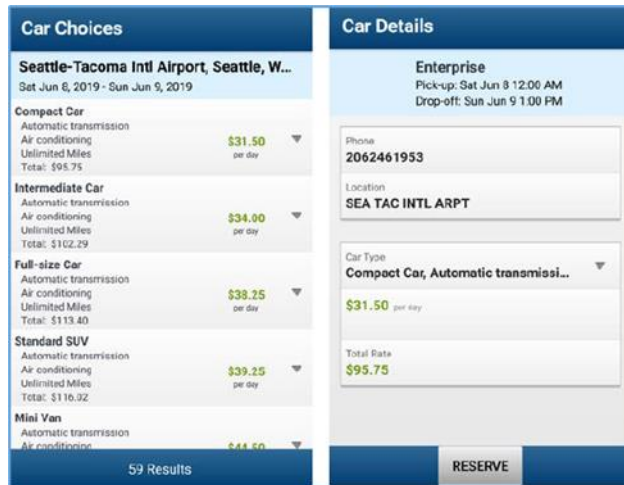 Car Choices
Seattle-Tacoma Intl Airport, Seattle, W...
Sat Jun 8, 2019 - Sun Jun 9, 2019
Compact Car
Automatic transmission
Air conditioning
Unlimited Miles
Total: $95.75
$31.50
per day
Intermediate Car
Automatic transmission
Air conditioning
Unlimited Miles
Total: $102.29
$34.00
per day
Full-size Car
Automatic transmission
Air conditioning
Unlimited Miles
Total: $113.40
$38.25
per day
Standard SUV
Automatic transmission
Air conditioning
Unlimited Miles
Total: $116.02
$39.25
per day
Mini Van
Automatic transmission
Air conditioning
$44.50
59 Results
Car Details
Enterprise
Pick-up: Sat Jun 8 12:00 AM
Drop-off: Sun Jun 9 1:00 PM
Phone
2062461953
Location
SEA TAC INTL ARPT
Car Type
Compact Car, Automatic transmissi...
$31.50 per day
Total Rate
$95.75
RESERVE